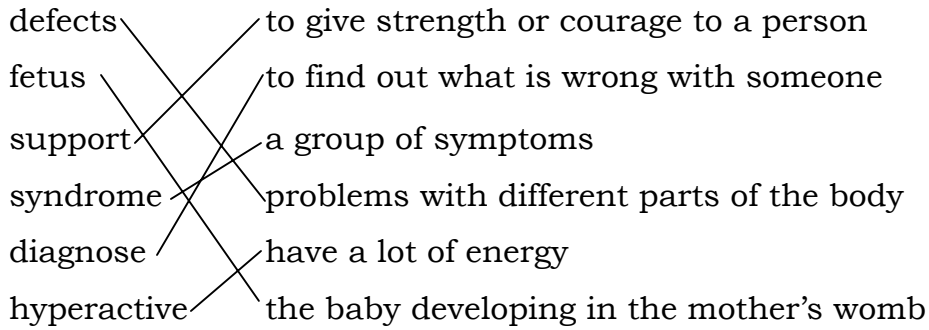 defects to give strength or courage to a person
fetus to find out what is wrong with someone
support a group of symptoms
syndrome problems with different parts of the body
diagnose have a lot of energy
hyperactive the baby developing in the mother’s womb